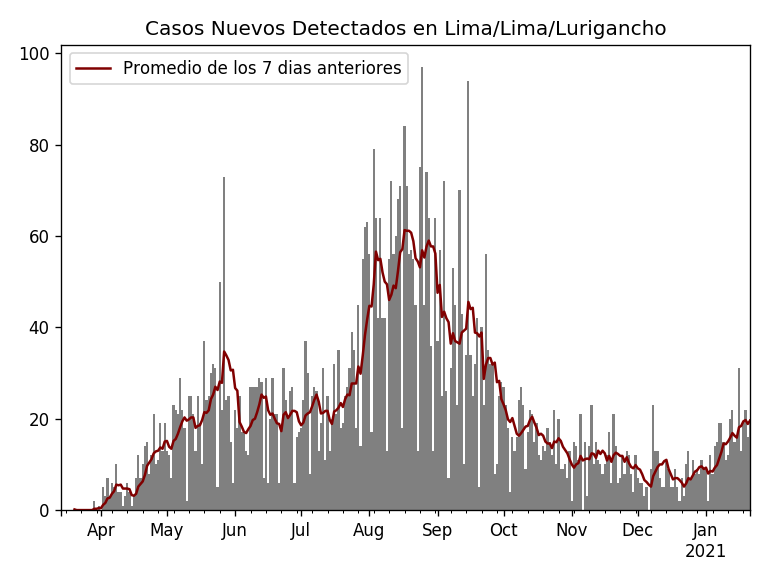 Casos Nuevos Detectados en Lima/Lima/Lurigancho
Promedio de los 7 dias anteriores
100
80
60
40
20
0
Apr May Jun Jul Aug Sep Oct Nov Dec Jan
2021